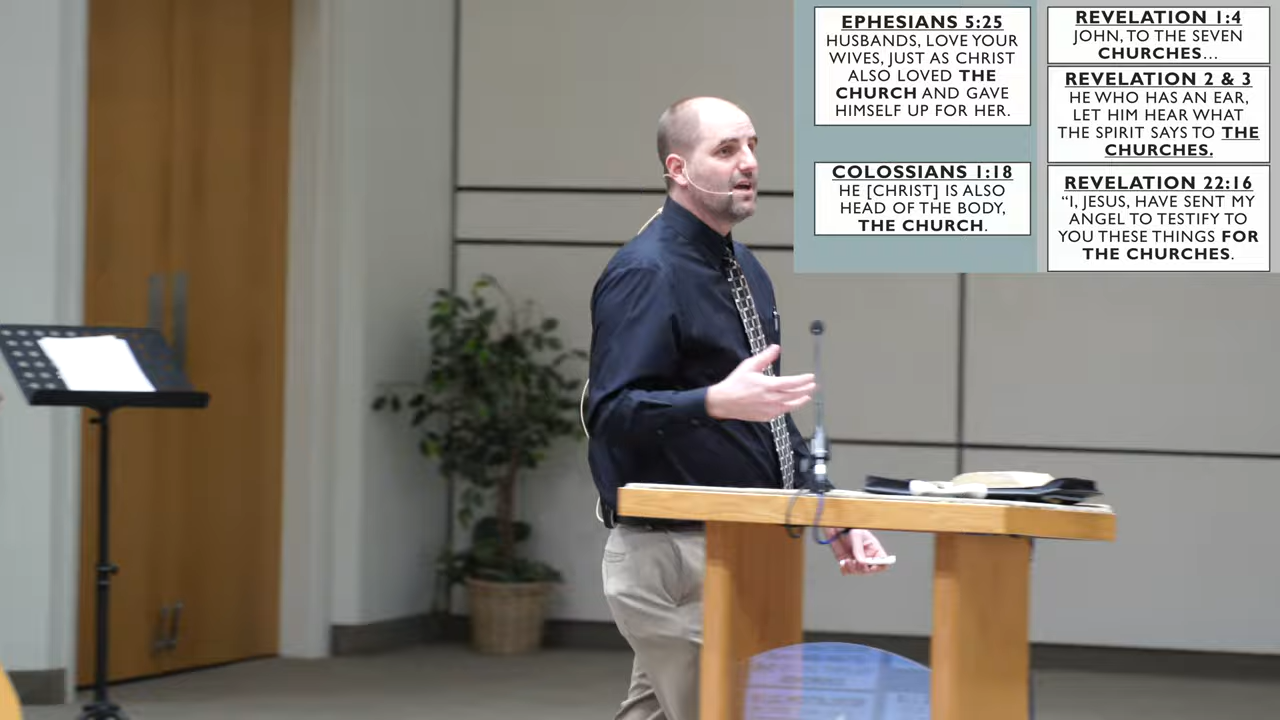 EPHESIANS 5:25
HUSBANDS, LOVE YOUR
WIVES, JUST AS CHRIST
ALSO LOVED THE
CHURCH AND GAVE
HIMSELF UP FOR HER.
COLOSSIANS 1:18
HE [CHRIST] IS ALSO
HEAD OF THE BODY,
THE CHURCH.
REVELATION 1:4
JOHN, TO THE SEVEN
CHURCHES...
REVELATION 2 & 3
HE WHO HAS AN EAR,
LET HIM HEAR WHAT
THE SPIRIT SAYS TO THE
CHURCHES.
REVELATION 22:16
“I, JESUS, HAVE SENT MY
ANGEL TO TESTIFY TO
YOU THESE THINGS FOR
THE CHURCHES.